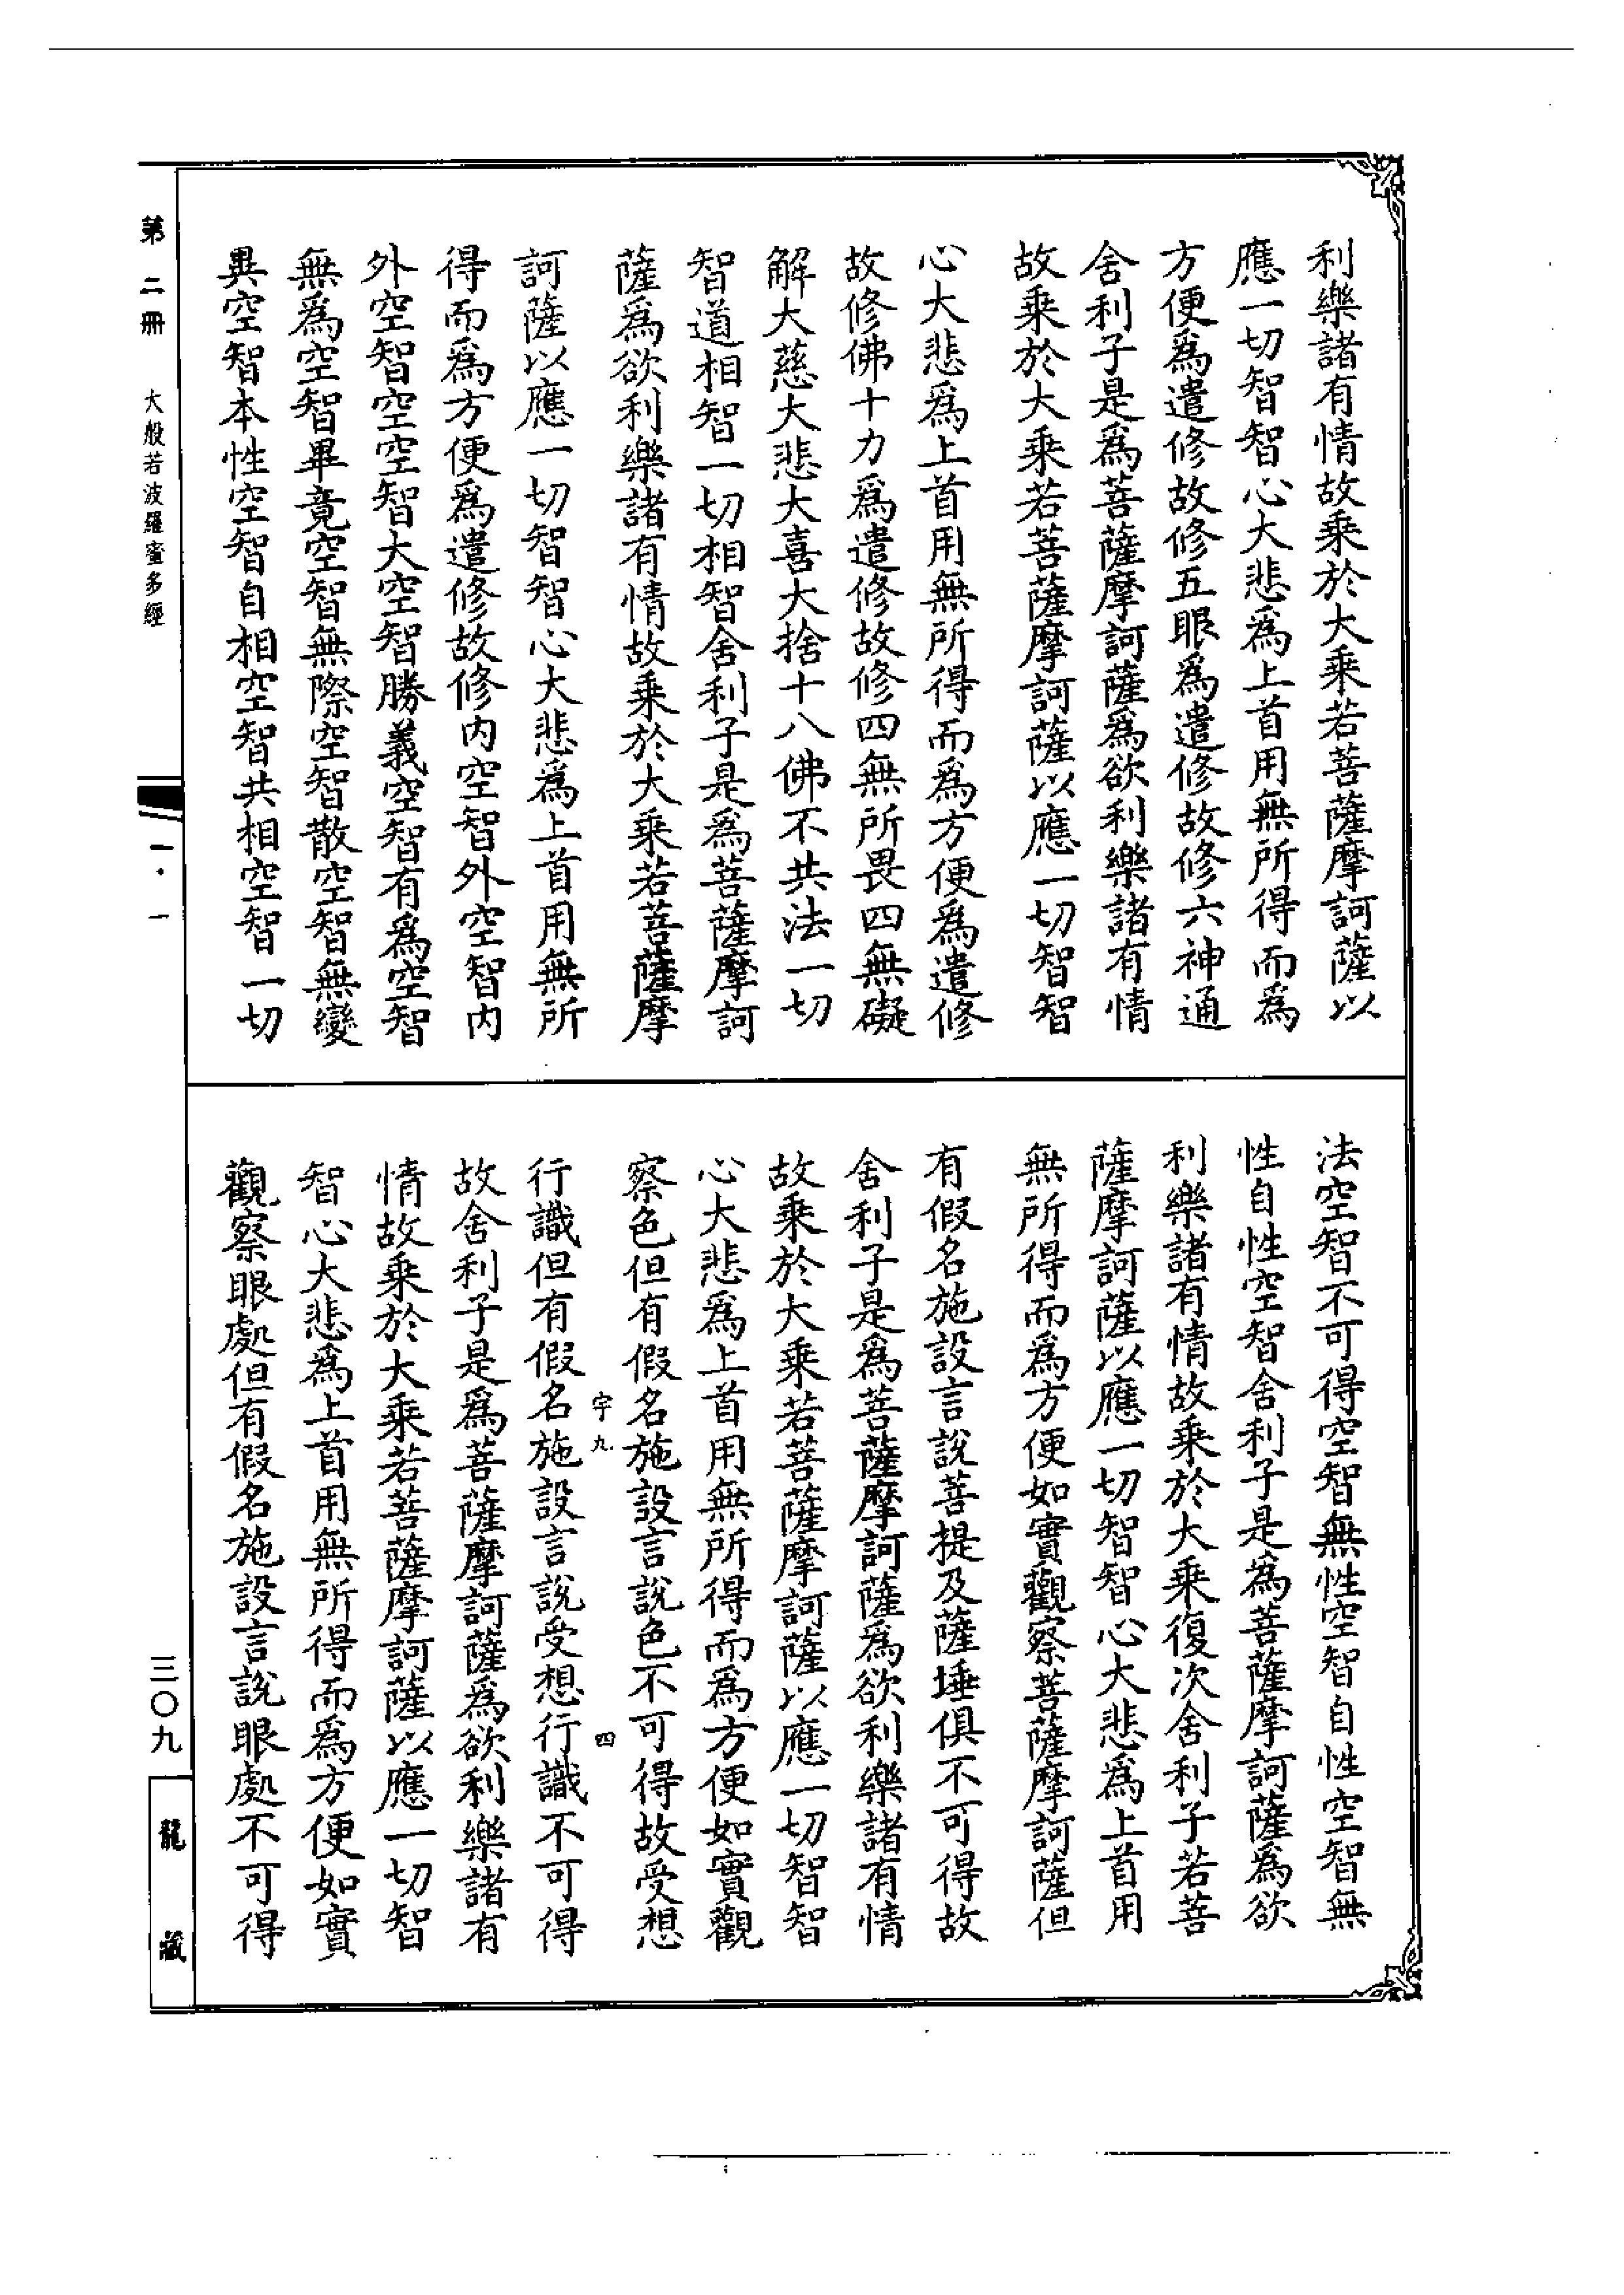 利樂諸有情故乘於大乘若菩薩摩訶薩以
應一切智智心大悲爲上首用無所得而爲
方便爲遣修故修五眼爲遣修故修六神通
舍利子是爲菩薩摩訶薩爲欲利樂諸有情
故乘於大乘若菩薩摩訶薩以應一切智智
心大悲爲上首用無所得而爲方便爲遣修
故修佛十力爲遣修故修四無所畏四無礙
解大慈大悲大喜大捨十八佛不共法一切
智道相智一切相智舍利子是爲菩薩摩訶
薩爲欲利樂諸有情故乘於大乘若菩薩摩
訶薩以應一切智智心大悲爲上首用無所
得而爲方便爲遣修故修內空智外空智內
外空智空空智大空智勝義空智有爲空智
無爲空智畢竟空智無際空智散空智無變
異空智本性空智自相空智共相空智一切
法空智不可得空智無性空智自性空智無
性自性空智舍利子是為菩薩摩訶薩為欲
利樂諸有情故乘於大乘復次舍利子若菩
薩摩訶薩以應一切智智心大悲爲上首用
無所得而爲方便如實觀察菩薩摩訶薩但
有假名施設言說菩提及薩埵俱不可得故
舍利子是爲菩薩摩訶薩爲欲利樂諸有情
故乘於大乘若菩薩摩訶薩以應一切智智
心大悲爲上首用無所得而爲方便如實觀
察色但有假名施設言說色不可得故受想
宇九 四
行識但有假名施設言說受想行識不可得
故舍利子是爲菩薩摩訶薩爲欲利樂諸有
情故乘於大乘若菩薩摩訶薩以應一切智
智心大悲爲上首用無所得而爲方便如實
觀察眼處但有假名施設言說眼處不可得
第二冊 大般若波羅蜜多經 一·一 三〇九 龍藏